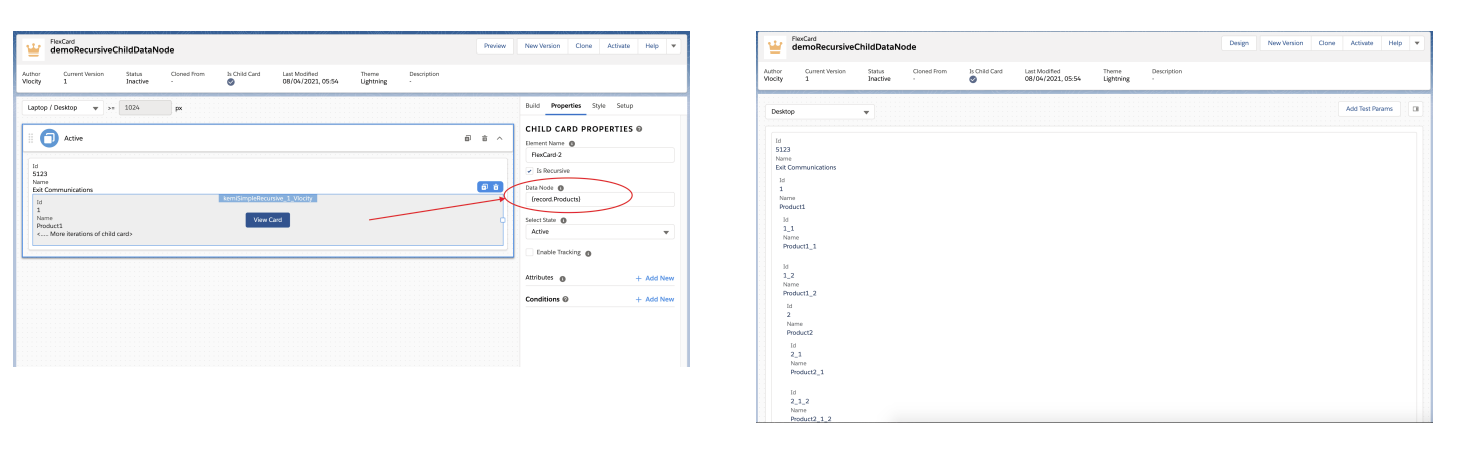 FlexCard
demoRecursiveChildDataNode
Preview New Version Clone Activate Help
Author Current Version Status Cloned From Is Child Card Last Modified Theme Description
Vlocity 1 Inactive - 08/04/2021, 05:54 Lightning -
Laptop / Desktop >= 1024 px
Active
Id
5123
Name
Exit Communications
kemiSimpleRecursive_1_Vlocity
Id
1
Name
Product1
<.... More iterations of child card>
View Card
Build Properties Style Setup
CHILD CARD PROPERTIES
Element Name
FlexCard-2
Is Recursive
Data Node
{record.Products}
Select State
Active
Enable Tracking
Attributes + Add New
Conditions + Add New
FlexCard
demoRecursiveChildDataNode
Design New Version Clone Activate Help
Author Current Version Status Cloned From Is Child Card Last Modified Theme Description
Vlocity 1 Inactive - 08/04/2021, 05:54 Lightning -
Desktop
Add Test Params
Id
5123
Name
Exit Communications
Id
1
Name
Product1
Id
1_1
Name
Product1_1
Id
1_2
Name
Product1_2
Id
2
Name
Product2
Id
2_1
Name
Product2_1
Id
2_1_2
Name
Product2_1_2